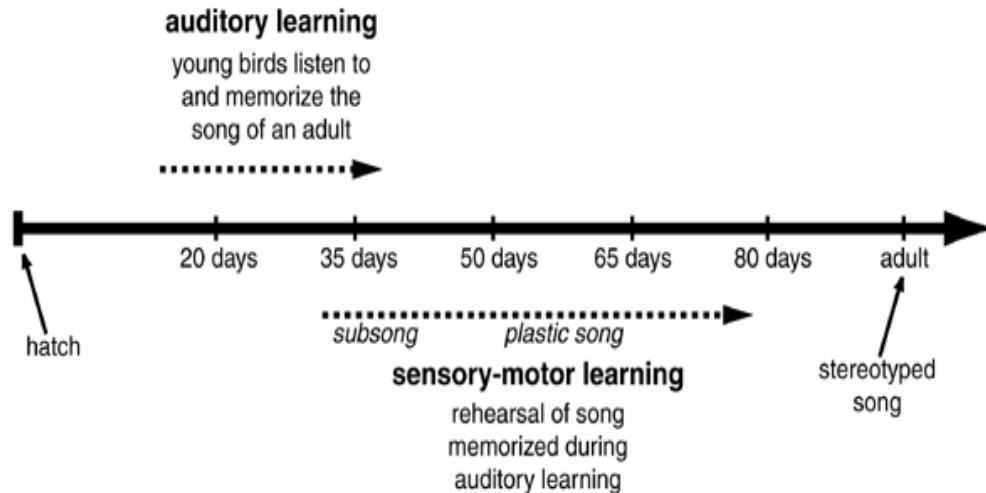 auditory learning
young birds listen to
and memorize the
song of an adult
20 days
35 days
50 days
65 days
80 days
adult
hatch
subsong
plastic song
sensory-motor learning
rehearsal of song
memorized during
auditory learning
stereotyped
song